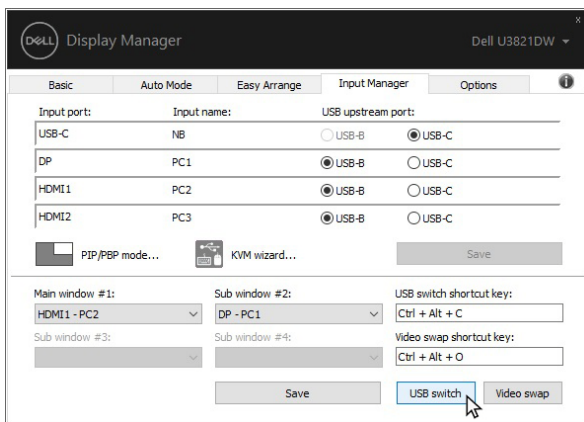 DELL Display Manager Dell U3821DW
x
Basic Auto Mode Easy Arrange Input Manager Options i
Input port: Input name: USB upstream port:
USB-C NB USB-B USB-C
DP PC1 USB-B USB-C
HDMI1 PC2 USB-B USB-C
HDMI2 PC3 USB-B USB-C
PIP/PBP mode... KVM wizard... Save
Main window #1: Sub window #2: USB switch shortcut key:
HDMI1 - PC2 DP - PC1 Ctrl + Alt + C
Sub window #3: Sub window #4: Video swap shortcut key:
Ctrl + Alt + O
Save USB switch Video swap